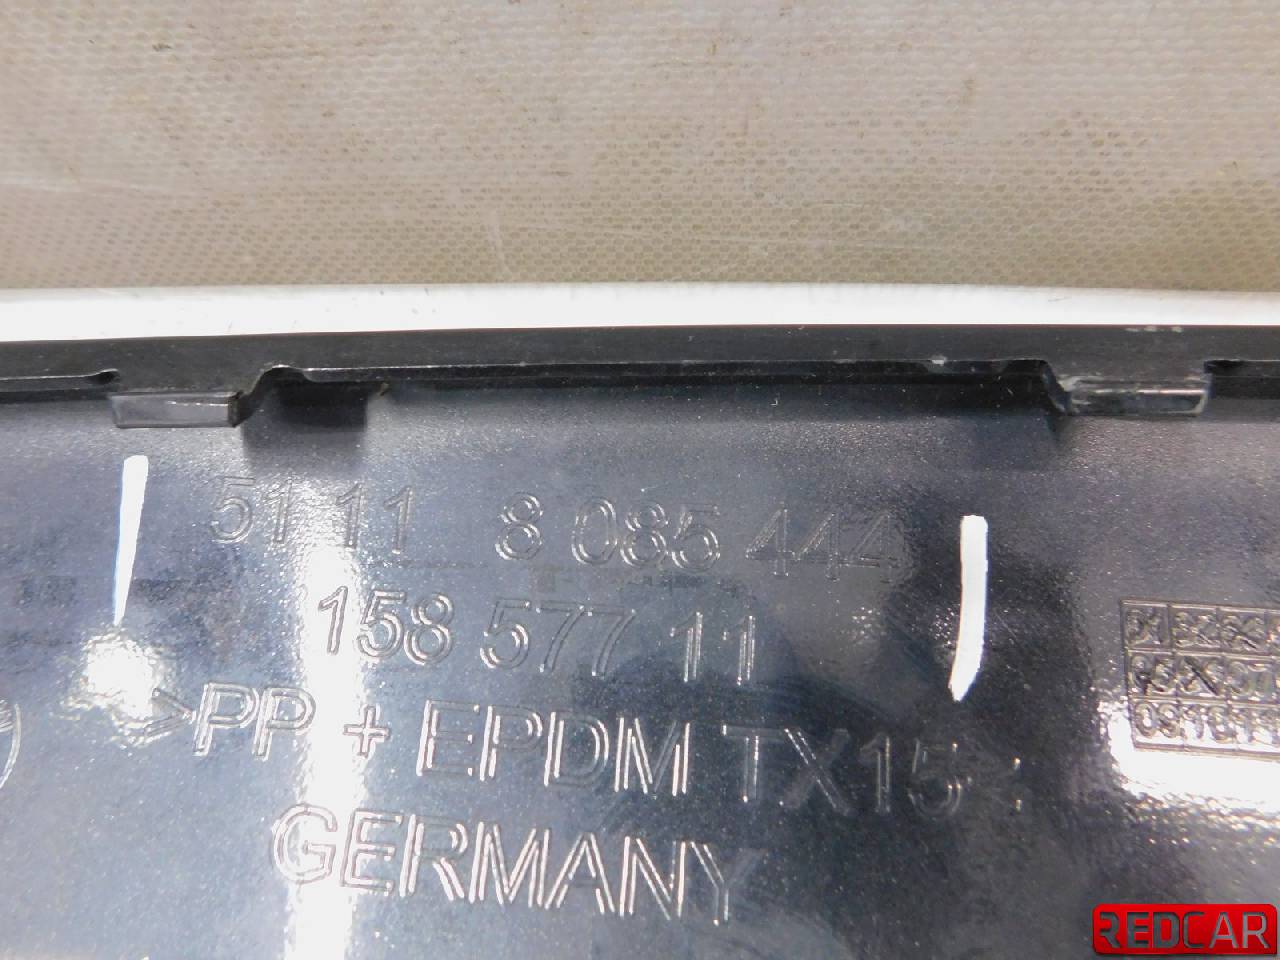 51 11 8 085 444
158 577 11
>PP + EPDM TX15<
GERMANY
REDCAR